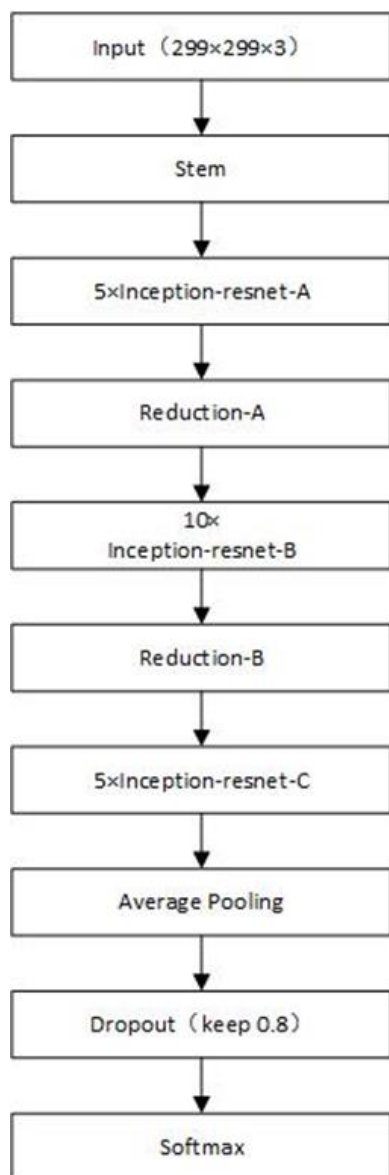 Input（299×299×3）
Stem
5×Inception-resnet-A
Reduction-A
10×
Inception-resnet-B
Reduction-B
5×Inception-resnet-C
Average Pooling
Dropout（keep 0.8）
Softmax